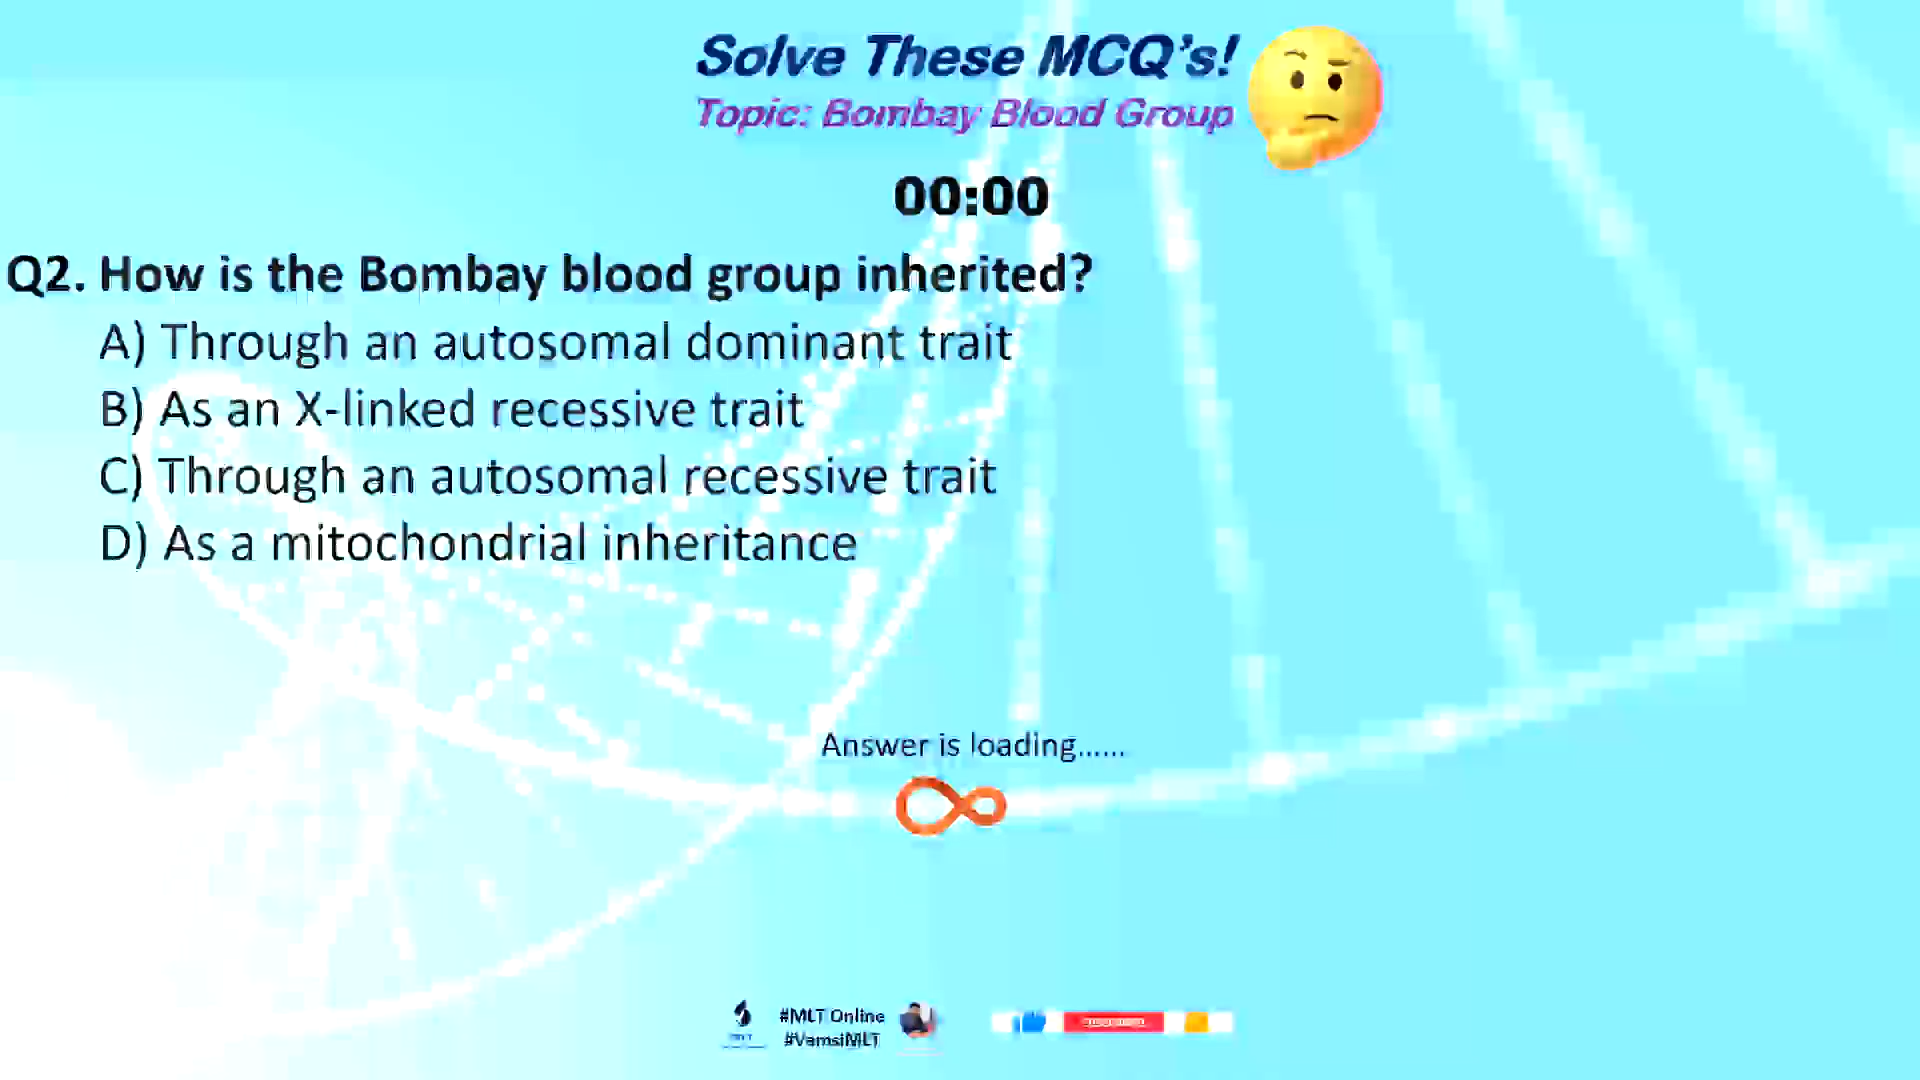 Solve These MCQ's!
Topic: Bombay Blood Group
00:00
Q2. How is the Bombay blood group inherited?
A) Through an autosomal dominant trait
B) As an X-linked recessive trait
C) Through an autosomal recessive trait
D) As a mitochondrial inheritance
Answer is loading......
#MLT Online
#VamsiMLT